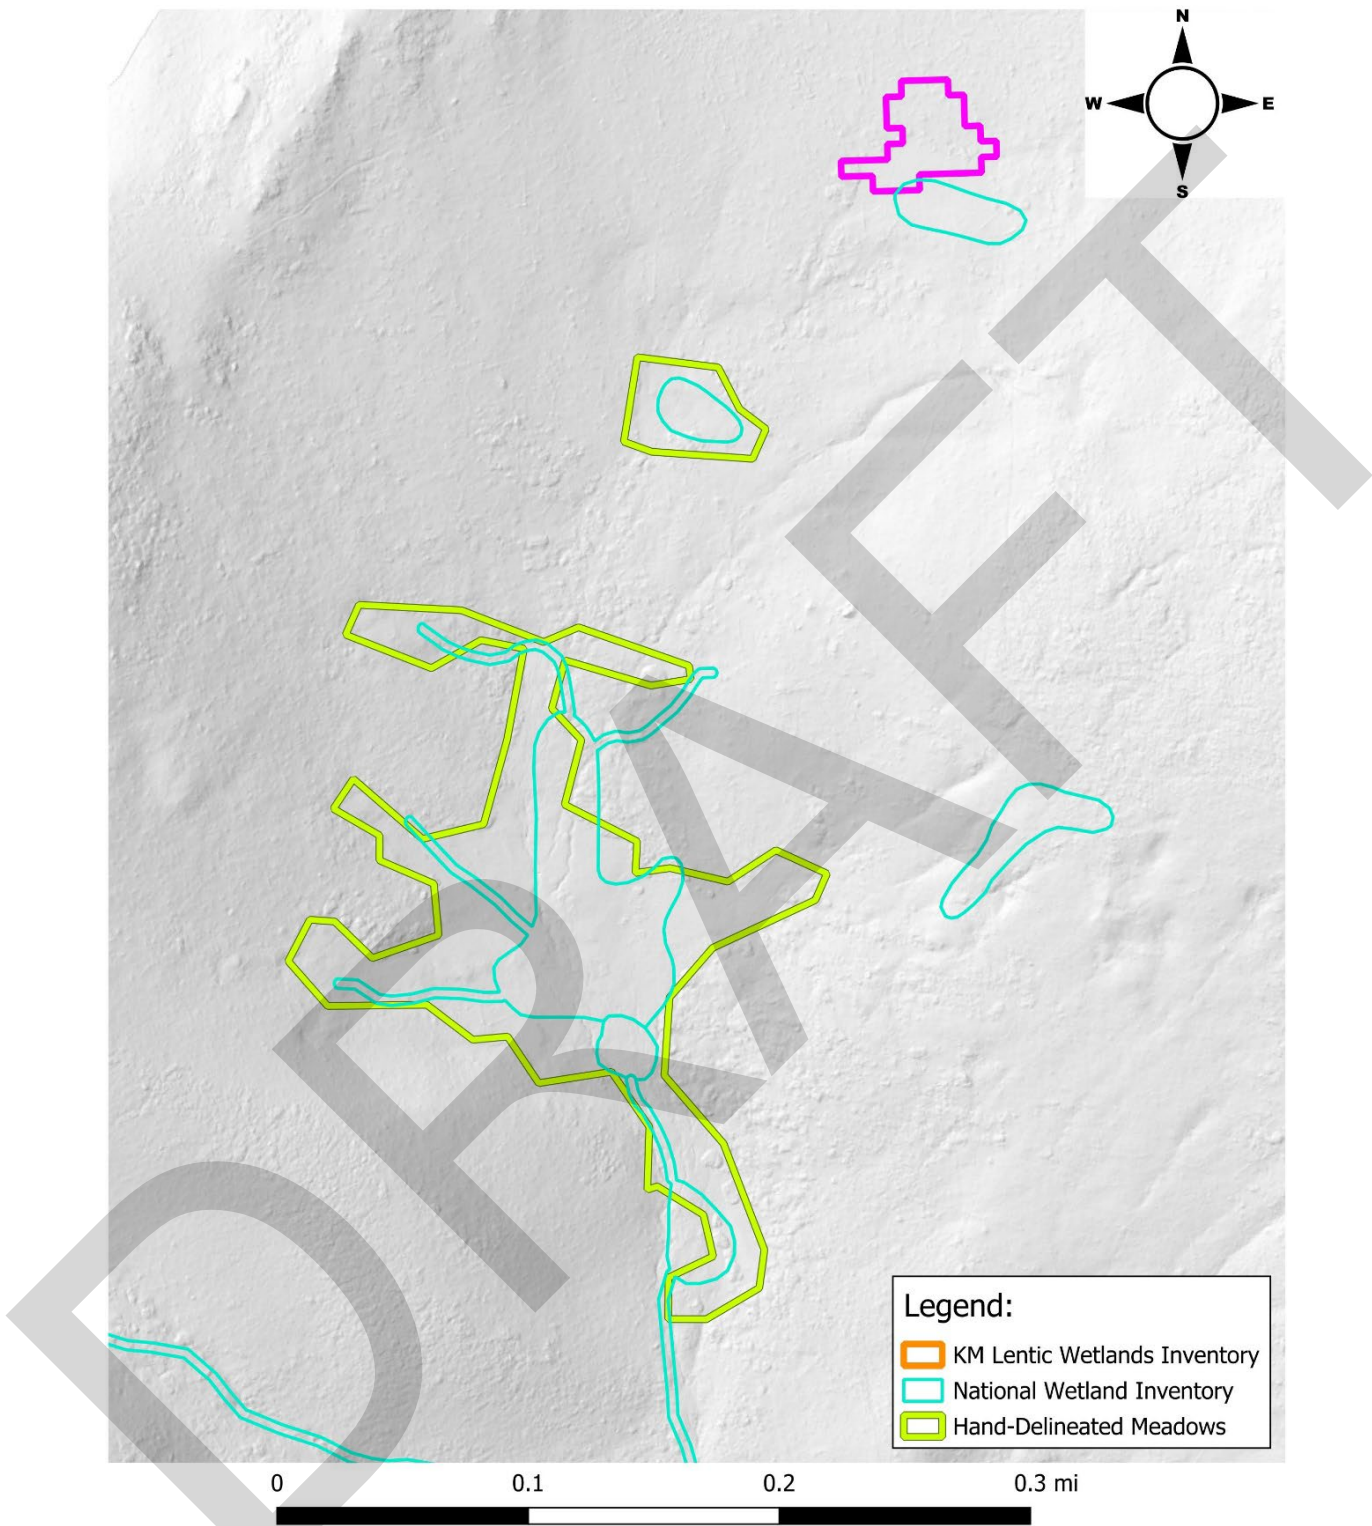 N
W E
S
DRAFT
Legend:
KM Lentic Wetlands Inventory
National Wetland Inventory
Hand-Delineated Meadows
0 0.1 0.2 0.3 mi